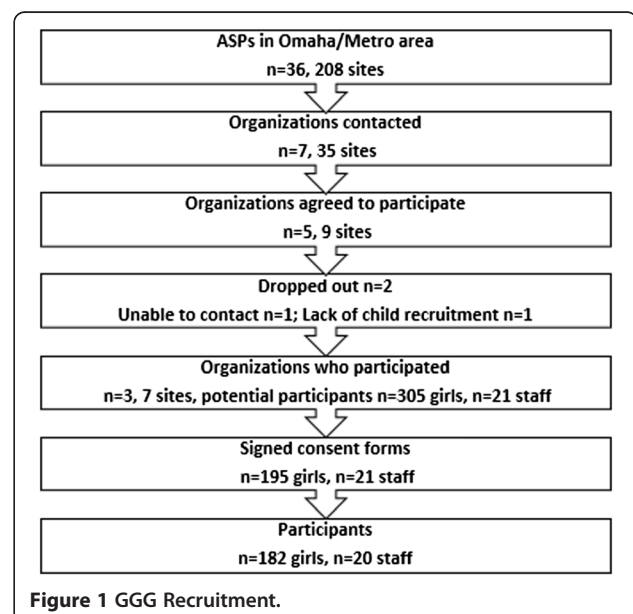 ASPs in Omaha/Metro area
n=36, 208 sites
Organizations contacted
n=7, 35 sites
Organizations agreed to participate
n=5, 9 sites
Dropped out n=2
Unable to contact n=1; Lack of child recruitment n=1
Organizations who participated
n=3, 7 sites, potential participants n=305 girls, n=21 staff
Signed consent forms
n=195 girls, n=21 staff
Participants
n=182 girls, n=20 staff
Figure 1 GGG Recruitment.